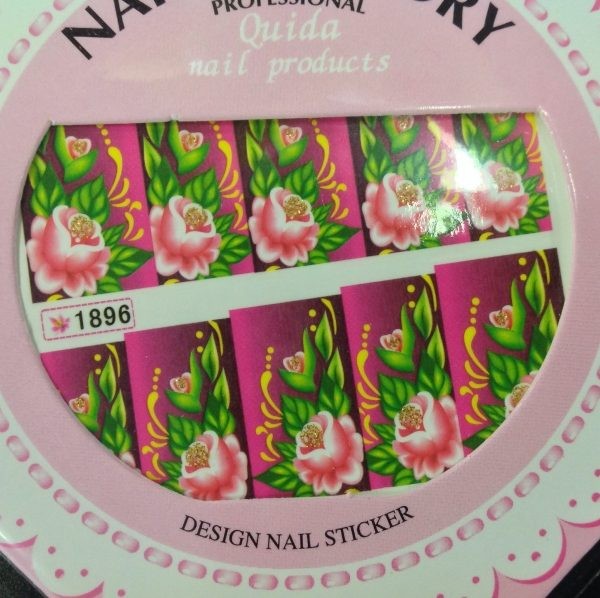 PROFESSIONAL
Quida
nail products
1896
DESIGN NAIL STICKER